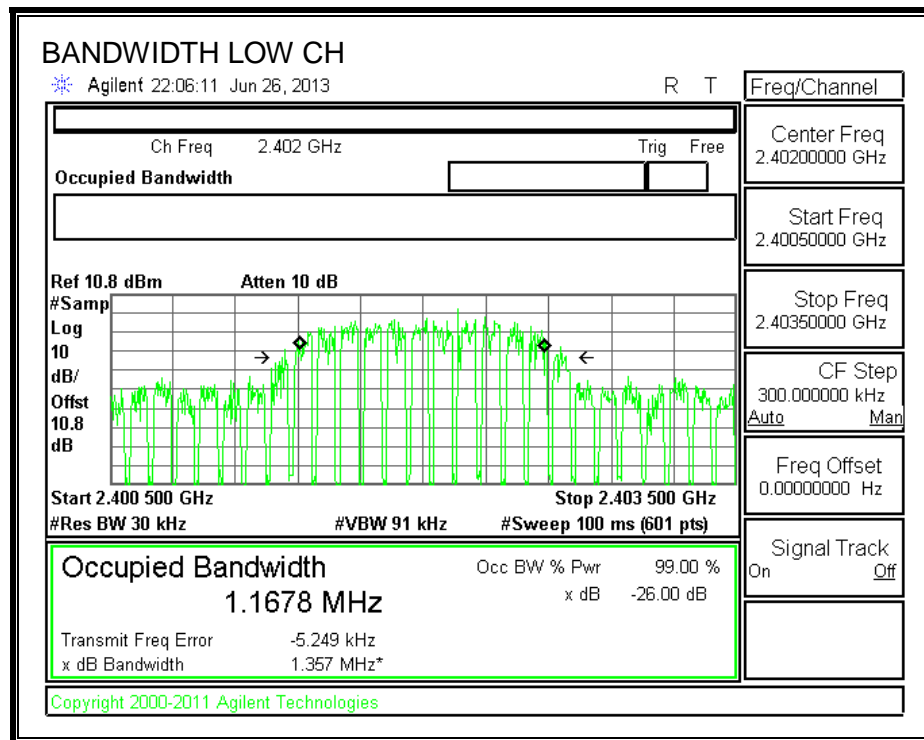 BANDWIDTH LOW CH
Agilent 22:06:11 Jun 26, 2013 R T
Freq/Channel
Ch Freq 2.402 GHz Trig Free
Occupied Bandwidth
Center Freq
2.40200000 GHz
Start Freq
2.40050000 GHz
Stop Freq
2.40350000 GHz
CF Step
300.000000 kHz
Auto Man
Freq Offset
0.00000000 Hz
Signal Track
On Off
Ref 10.8 dBm Atten 10 dB
#Samp
Log
10
dB/
Offst
10.8
dB
Start 2.400 500 GHz Stop 2.403 500 GHz
#Res BW 30 kHz #VBW 91 kHz #Sweep 100 ms (601 pts)
Occupied Bandwidth Occ BW % Pwr 99.00 %
1.1678 MHz x dB -26.00 dB
Transmit Freq Error -5.249 kHz
x dB Bandwidth 1.357 MHz*
Copyright 2000-2011 Agilent Technologies